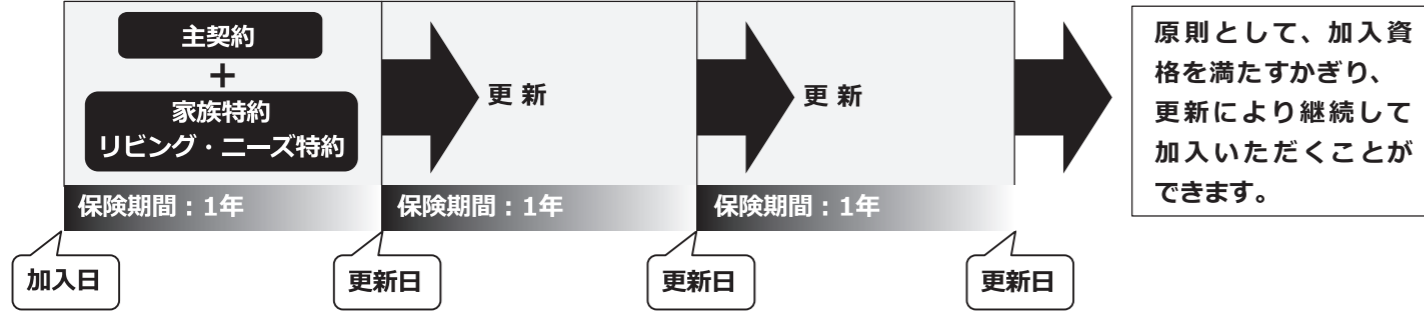 主契約
＋
家族特約
リビング・ニーズ特約
更 新
更 新
原則として、加入資
格を満たすかぎり、
更新により継続して
加入いただくことが
できます。
保険期間：1年
保険期間：1年
保険期間：1年
加入日
更新日
更新日
更新日